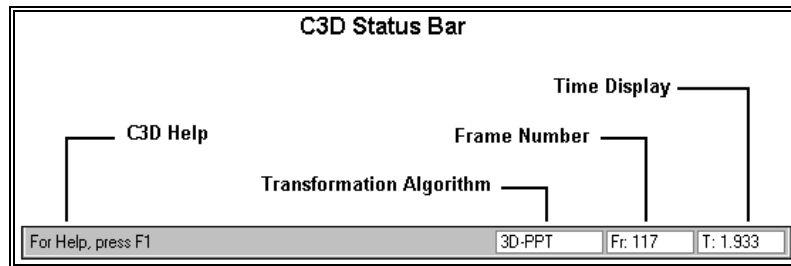 C3D Status Bar
Time Display
C3D Help
Frame Number
Transformation Algorithm
For Help, press F1 3D-PPT Fr: 117 T: 1.933